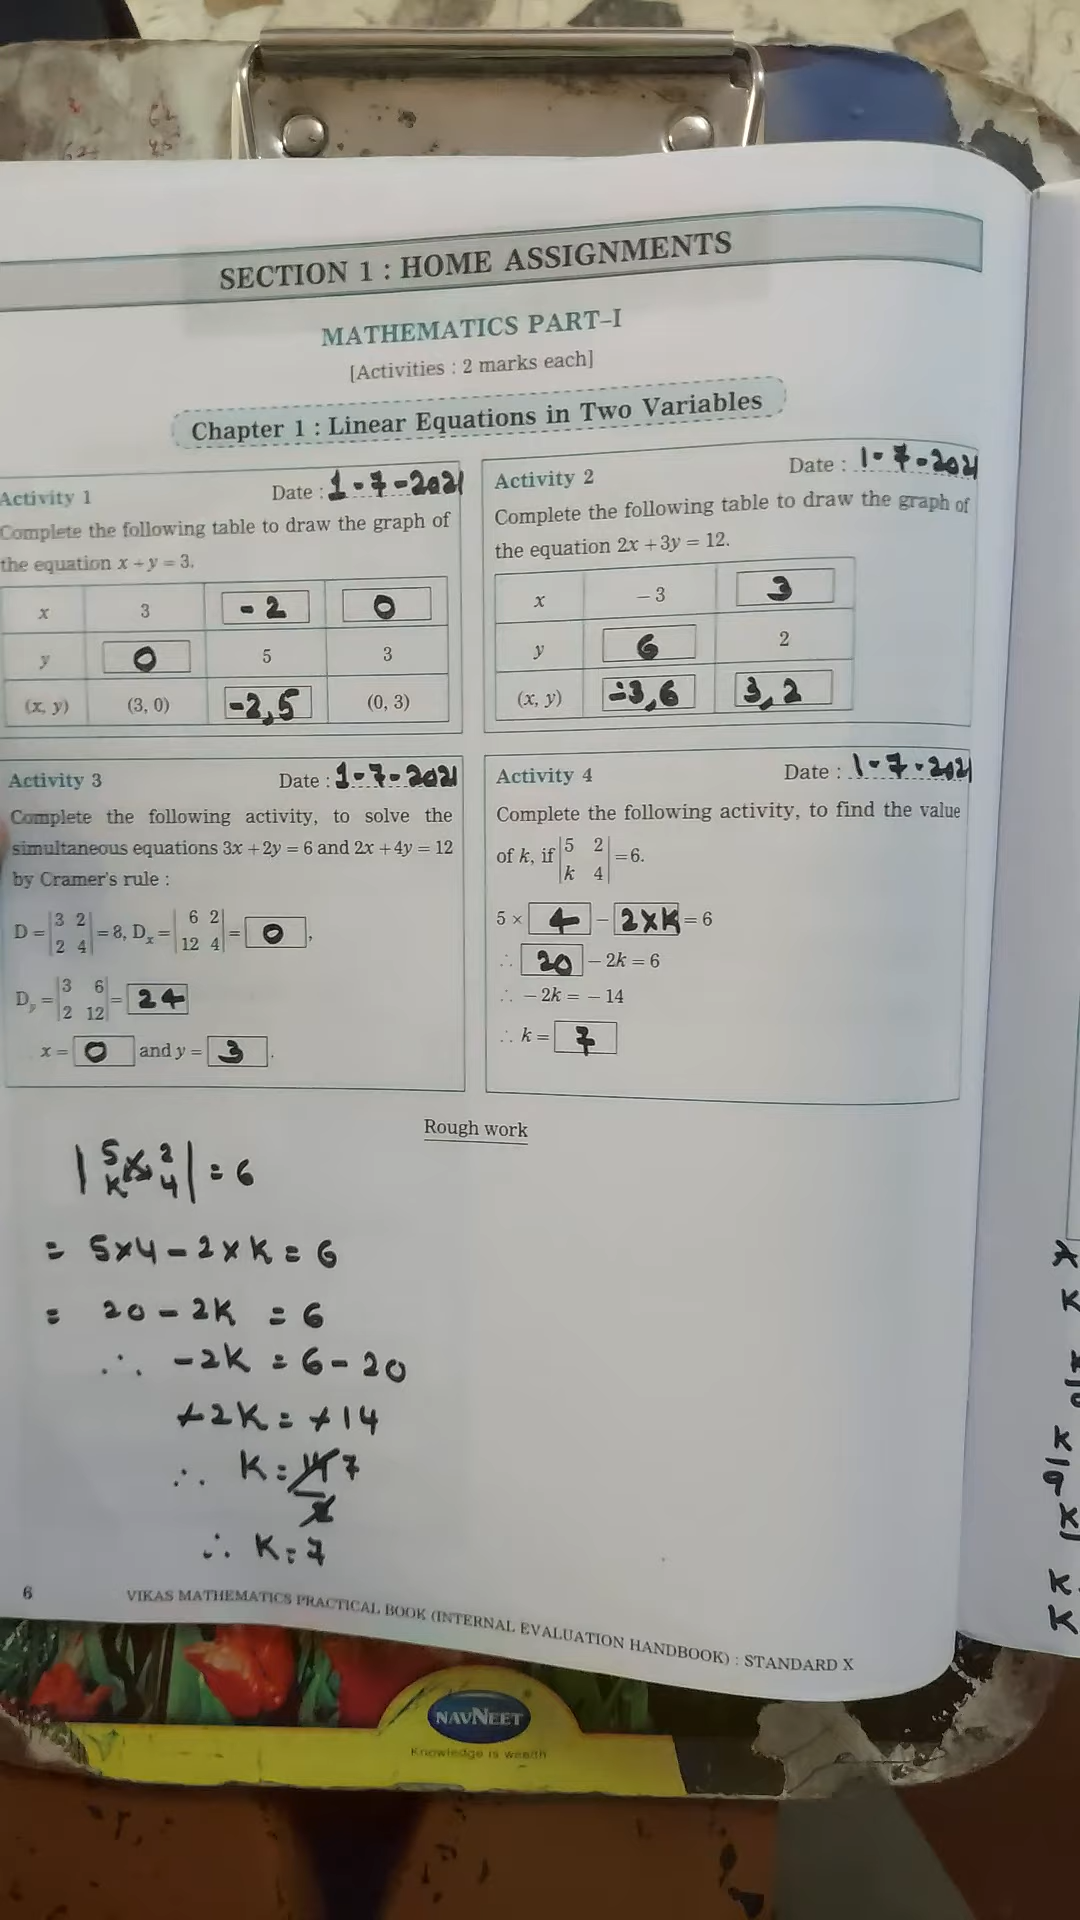 SECTION 1 : HOME ASSIGNMENTS
MATHEMATICS PART–I
[Activities : 2 marks each]
Chapter 1 : Linear Equations in Two Variables
Activity 1 Date : 1-7-2021
Complete the following table to draw the graph of
the equation x + y = 3.
x 3 -2 0
y 0 5 3
(x, y) (3, 0) -2,5 (0, 3)
Activity 2 Date : 1-7-2021
Complete the following table to draw the graph of
the equation 2x + 3y = 12.
x – 3 3
y 6 2
(x, y) -3,6 3,2
Activity 3 Date : 1-7-2021
Complete the following activity, to solve the
simultaneous equations 3x + 2y = 6 and 2x + 4y = 12
by Cramer's rule :
D = |3 2
2 4| = 8, Dx = |6 2
12 4| = 0,
Dy = |3 6
2 12| = 24
x = 0 and y = 3.
Activity 4 Date : 1-7-2021
Complete the following activity, to find the value
of k, if |5 2
k 4| = 6.
5 × 4 – 2×K = 6
∴ 20 – 2k = 6
∴ – 2k = – 14
∴ k = 7
Rough work
|5 2
K 4| = 6
= 5×4 - 2×K = 6
= 20 - 2K = 6
∴ -2K = 6-20
+2K = +14
∴ K = 14 7
2
∴ K = 7
6 VIKAS MATHEMATICS PRACTICAL BOOK (INTERNAL EVALUATION HANDBOOK) : STANDARD X
NAVNEET
Knowledge is wealth